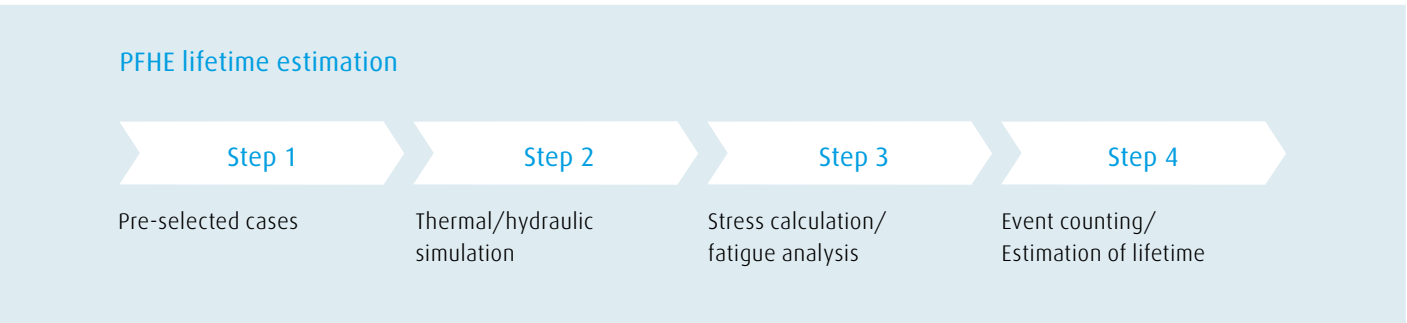 PFHE lifetime estimation
Step 1
Step 2
Step 3
Step 4
Pre-selected cases
Thermal/hydraulic
simulation
Stress calculation/
fatigue analysis
Event counting/
Estimation of lifetime